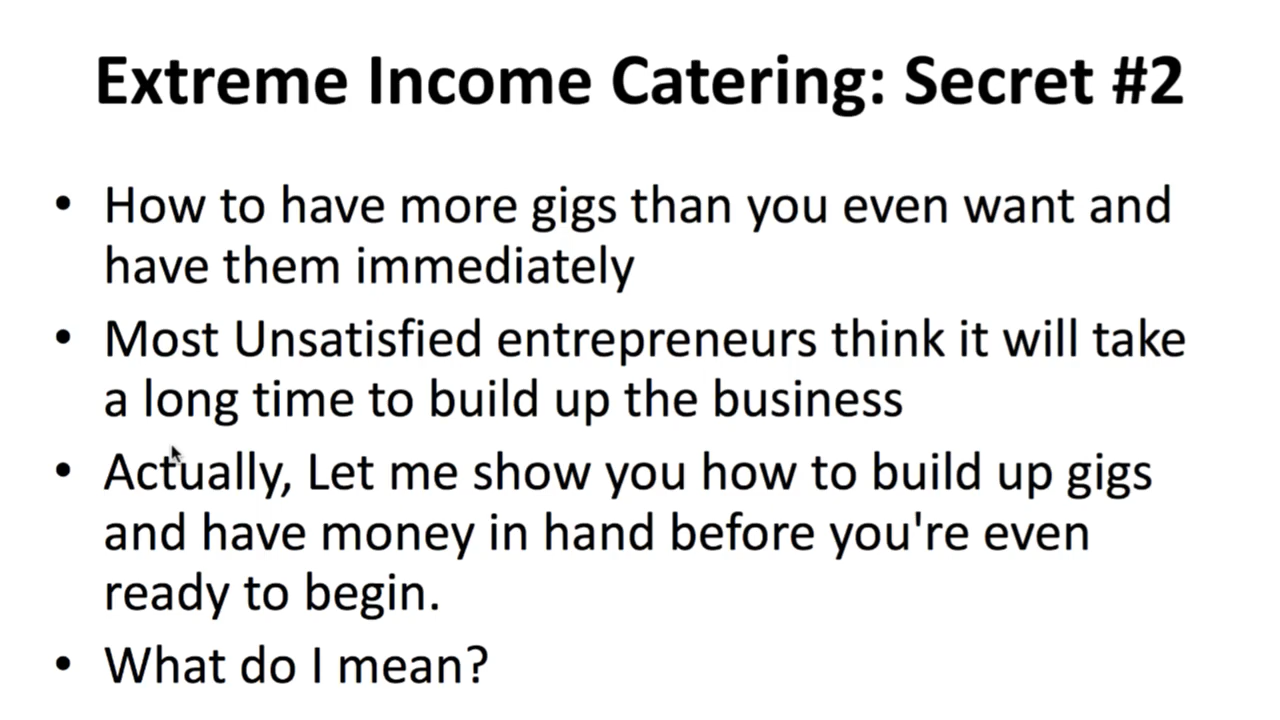 Extreme Income Catering: Secret #2
• How to have more gigs than you even want and
have them immediately
• Most Unsatisfied entrepreneurs think it will take
a long time to build up the business
• Actually, Let me show you how to build up gigs
and have money in hand before you're even
ready to begin.
• What do I mean?